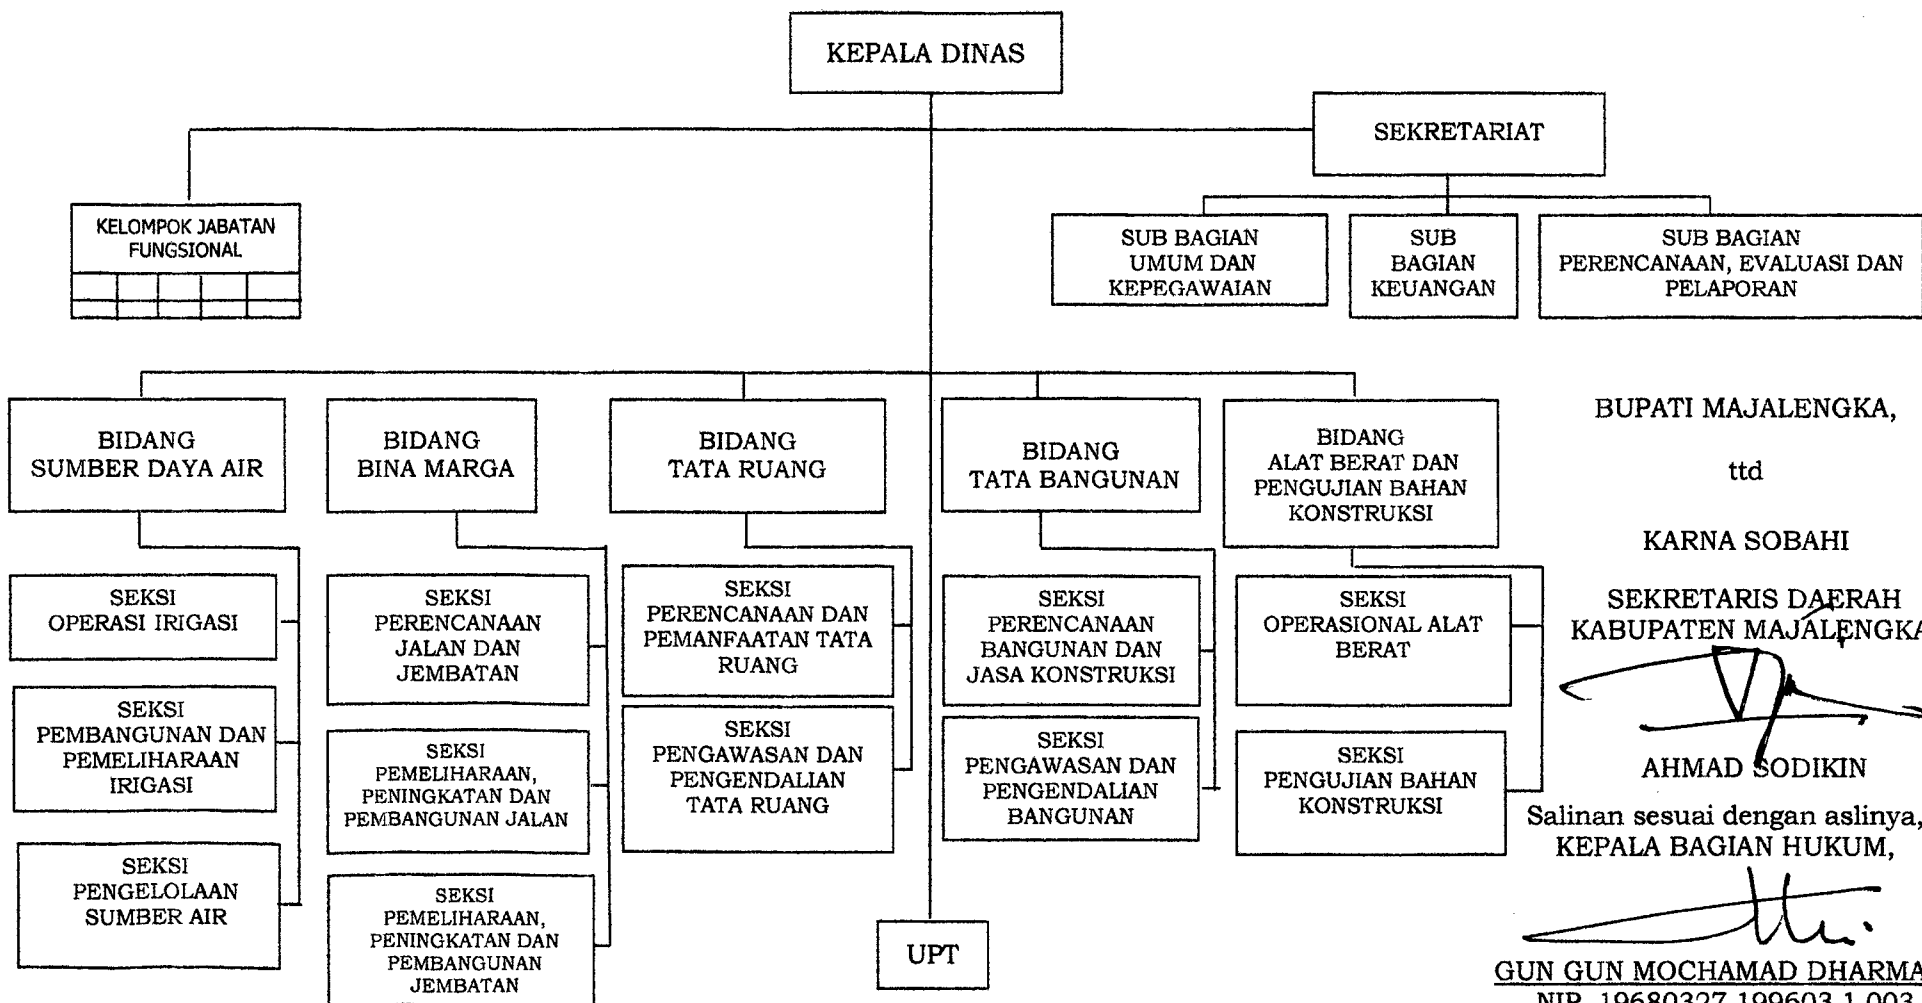 KEPALA DINAS
SEKRETARIAT
KELOMPOK JABATAN
FUNGSIONAL
SUB BAGIAN
UMUM DAN
KEPEGAWAIAN
SUB
BAGIAN
KEUANGAN
SUB BAGIAN
PERENCANAAN, EVALUASI DAN
PELAPORAN
BIDANG
SUMBER DAYA AIR
BIDANG
BINA MARGA
BIDANG
TATA RUANG
BIDANG
TATA BANGUNAN
BIDANG
ALAT BERAT DAN
PENGUJIAN BAHAN
KONSTRUKSI
SEKSI
OPERASI IRIGASI
SEKSI
PEMBANGUNAN DAN
PEMELIHARAAN
IRIGASI
SEKSI
PENGELOLAAN
SUMBER AIR
SEKSI
PERENCANAAN
JALAN DAN
JEMBATAN
SEKSI
PEMELIHARAAN,
PENINGKATAN DAN
PEMBANGUNAN JALAN
SEKSI
PEMELIHARAAN,
PENINGKATAN DAN
PEMBANGUNAN
JEMBATAN
SEKSI
PERENCANAAN DAN
PEMANFAATAN TATA
RUANG
SEKSI
PENGAWASAN DAN
PENGENDALIAN
TATA RUANG
SEKSI
PERENCANAAN
BANGUNAN DAN
JASA KONSTRUKSI
SEKSI
PENGAWASAN DAN
PENGENDALIAN
BANGUNAN
SEKSI
OPERASIONAL ALAT
BERAT
SEKSI
PENGUJIAN BAHAN
KONSTRUKSI
UPT
BUPATI MAJALENGKA,
ttd
KARNA SOBAHI
SEKRETARIS DAERAH
KABUPATEN MAJALENGKA
AHMAD SODIKIN
Salinan sesuai dengan aslinya,
KEPALA BAGIAN HUKUM,
GUN GUN MOCHAMAD DHARMA
NIP. 19680327 199603 1 003